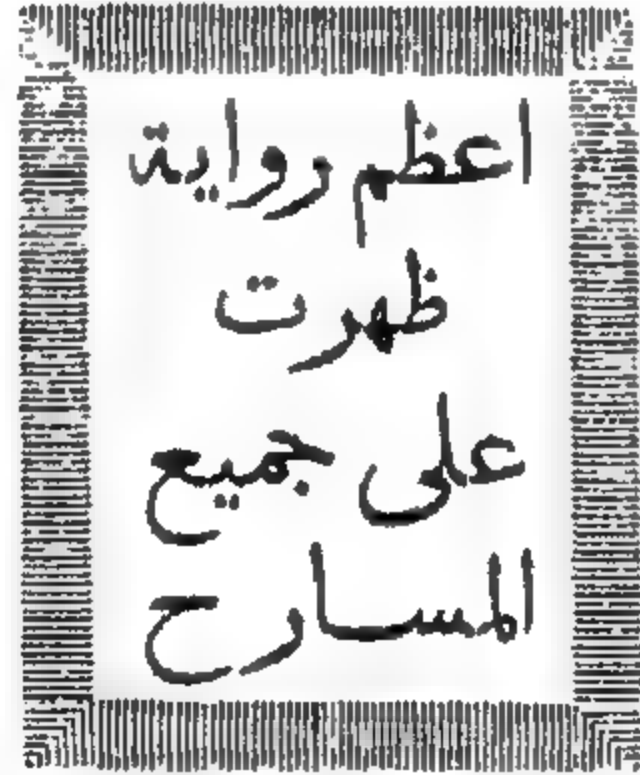 اعظم رواية
ظهرت
على جميع
المسارح